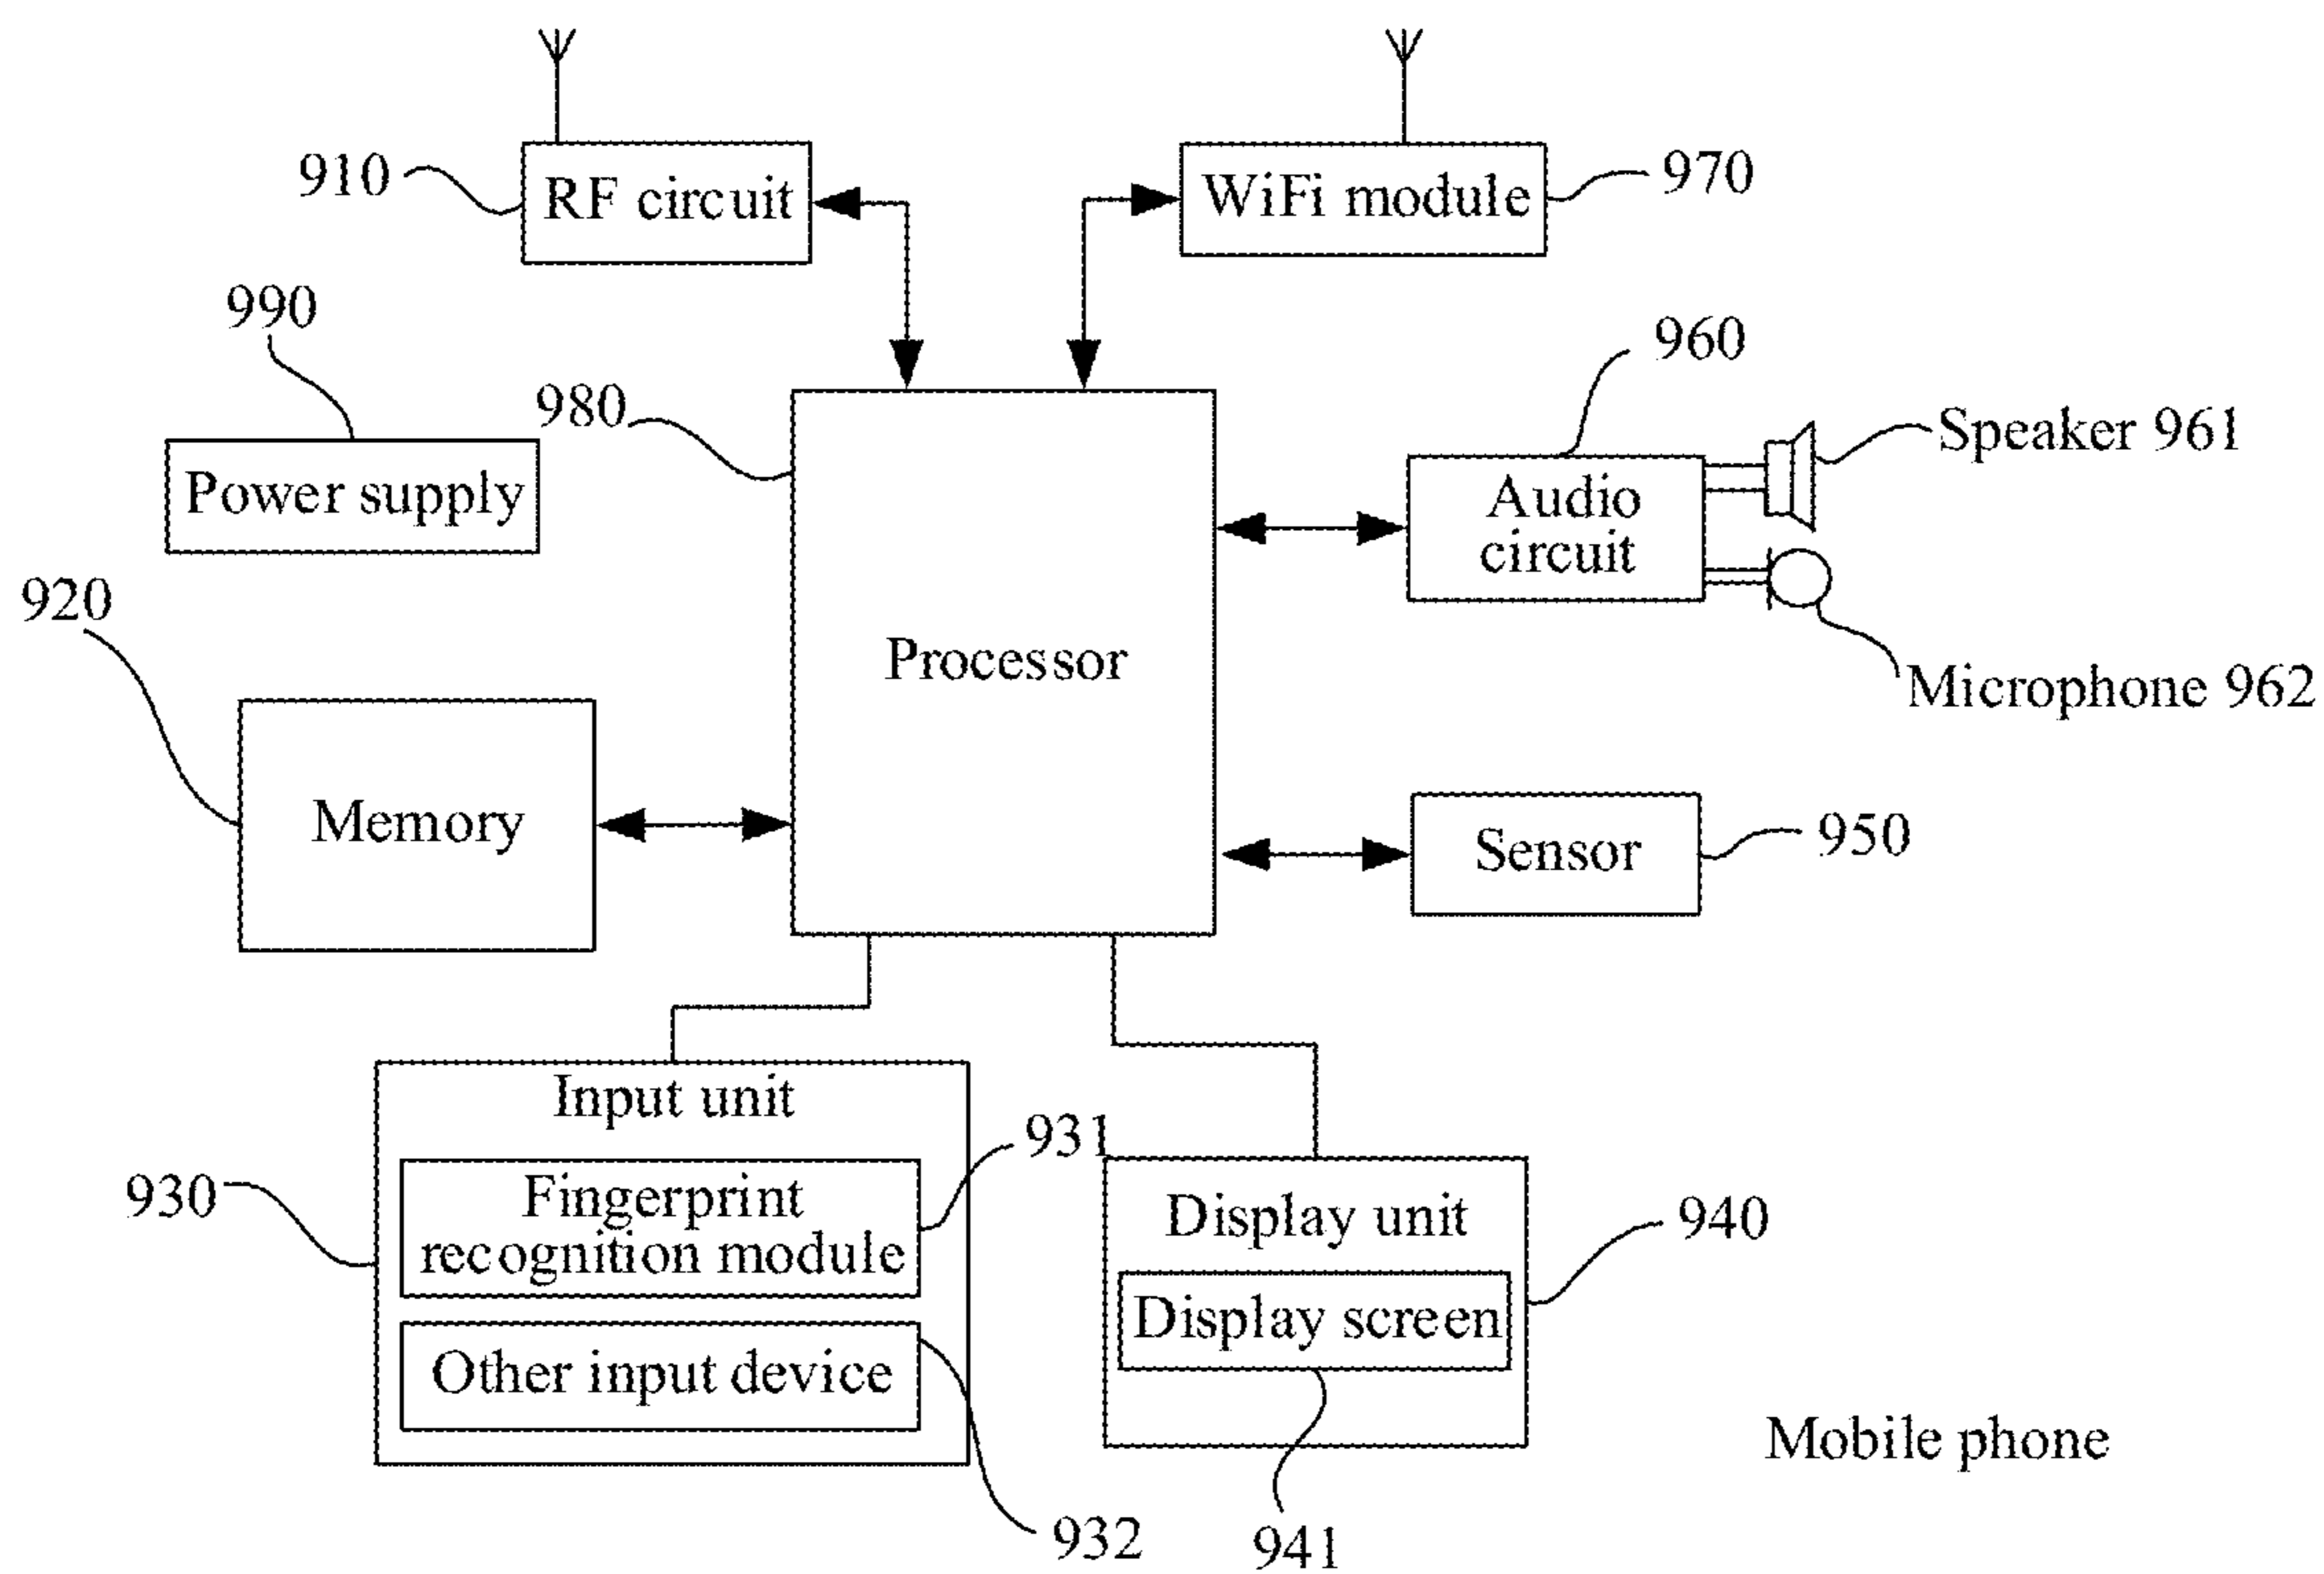 910
RF circuit
WiFi module
970
990
980
960
Power supply
Audio
circuit
Speaker 961
920
Processor
Microphone 962
Memory
Sensor
950
Input unit
931
930
Fingerprint
recognition module
Display unit
940
Display screen
Other input device
Mobile phone
932
941